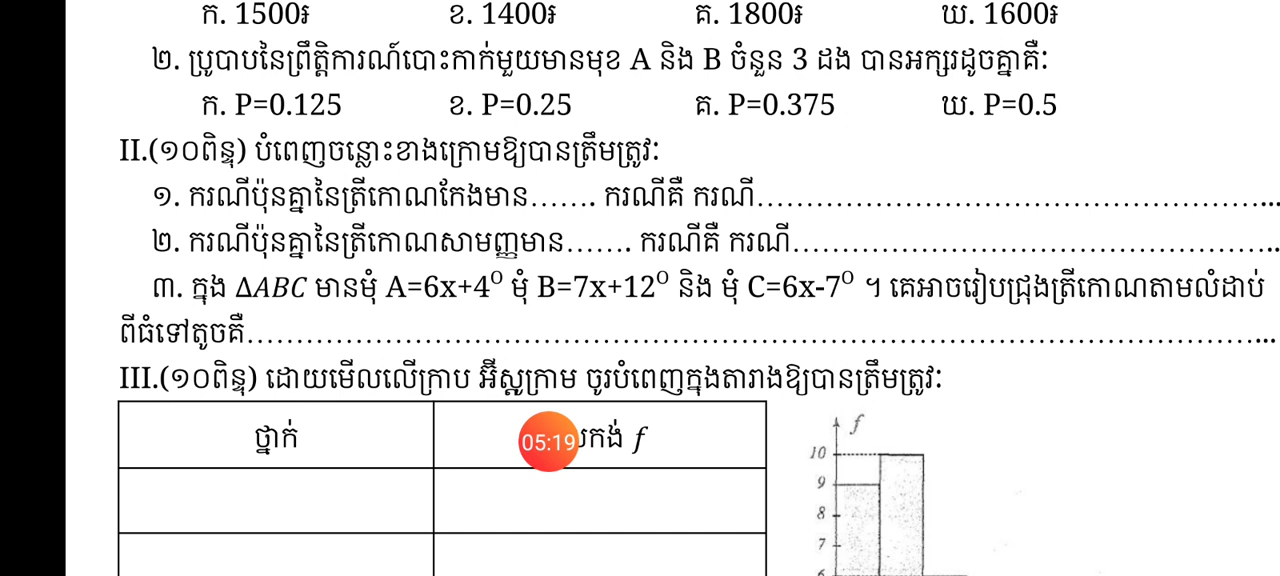 ក. 1500៛ ខ. 1400៛ គ. 1800៛ ឃ. 1600៛
២. ប្រូបាបនៃព្រឹត្តិការណ៍បោះកាក់មួយមានមុខ A និង B ចំនួន 3 ដង បានអក្សរដូចគ្នាគឺ:
ក. P=0.125 ខ. P=0.25 គ. P=0.375 ឃ. P=0.5
II.(១០ពិន្ទុ) បំពេញចន្លោះខាងក្រោមឱ្យបានត្រឹមត្រូវ:
១. ករណីប៉ុនគ្នានៃត្រីកោណកែងមាន....... ករណីគឺ ករណី.......................................................
២. ករណីប៉ុនគ្នានៃត្រីកោណសាមញ្ញមាន....... ករណីគឺ ករណី..................................................
៣. ក្នុង ΔABC មានមុំ A=6x+4⁰ មុំ B=7x+12⁰ និង មុំ C=6x-7⁰ ។ គេអាចរៀបជ្រុងត្រីកោណតាមលំដាប់
ពីធំទៅតូចគឺ..............................................................................................................
III.(១០ពិន្ទុ) ដោយមើលលើក្រាប អ៊ីស្តូក្រាម ចូរបំពេញក្នុងតារាងឱ្យបានត្រឹមត្រូវ:
ថ្នាក់ 05:19 f
f
10
9
8
7
6